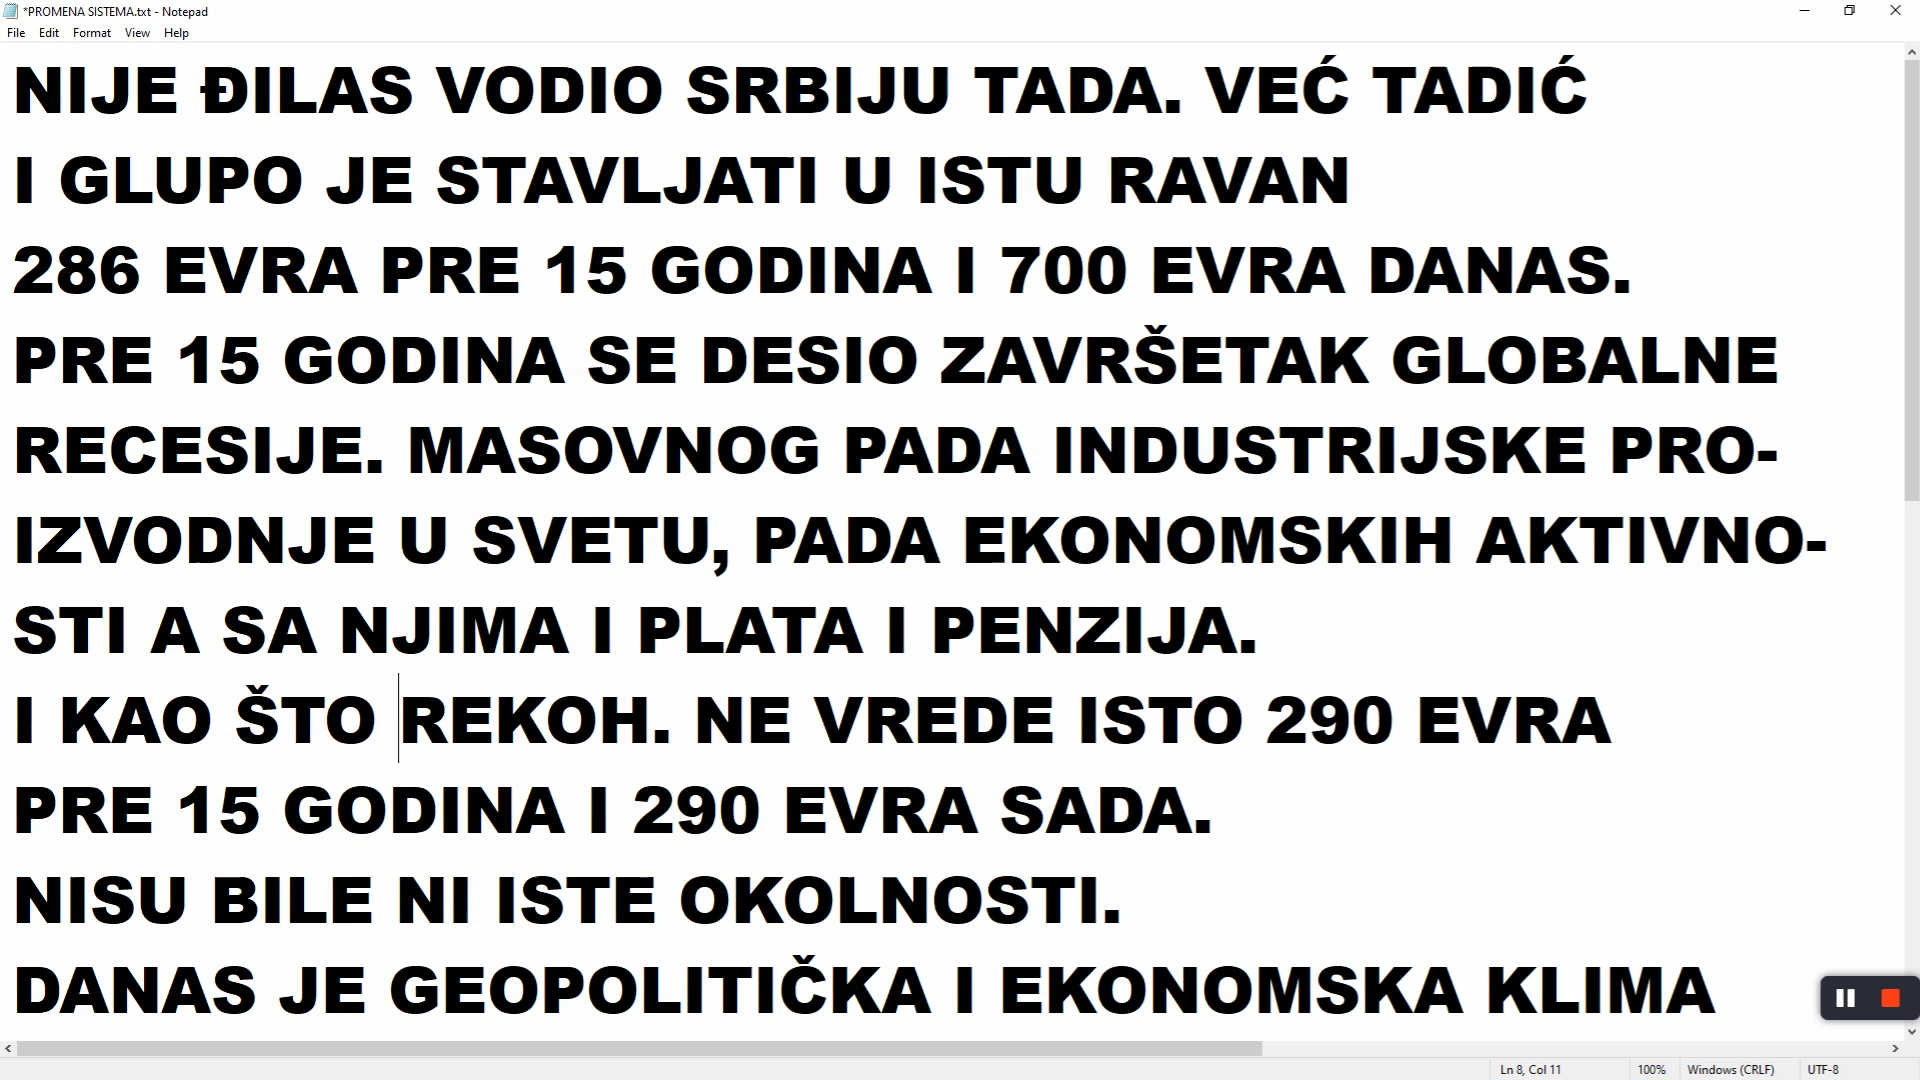 *PROMENA SISTEMA.txt - Notepad
File Edit Format View Help
NIJE ĐILAS VODIO SRBIJU TADA. VEĆ TADIĆ
I GLUPO JE STAVLJATI U ISTU RAVAN
286 EVRA PRE 15 GODINA I 700 EVRA DANAS.
PRE 15 GODINA SE DESIO ZAVRŠETAK GLOBALNE
RECESIJE. MASOVNOG PADA INDUSTRIJSKE PRO-
IZVODNJE U SVETU, PADA EKONOMSKIH AKTIVNO-
STI A SA NJIMA I PLATA I PENZIJA.
I KAO ŠTO REKOH. NE VREDE ISTO 290 EVRA
PRE 15 GODINA I 290 EVRA SADA.
NISU BILE NI ISTE OKOLNOSTI.
DANAS JE GEOPOLITIČKA I EKONOMSKA KLIMA
Ln 8, Col 11 100% Windows (CRLF) UTF-8